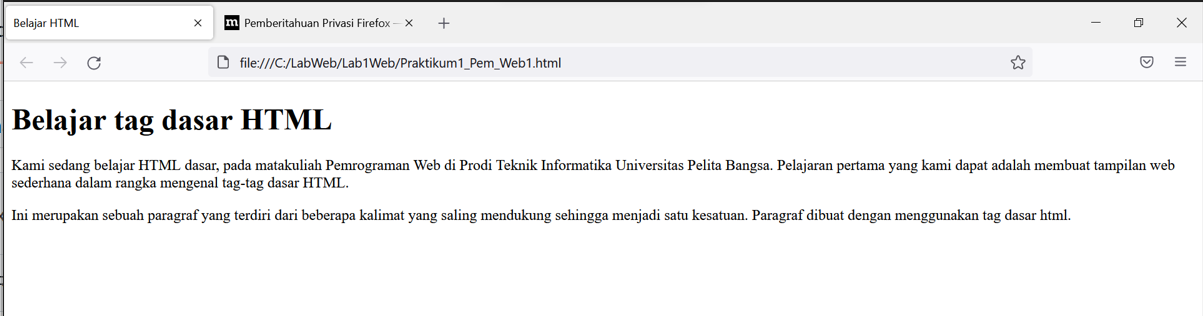 Belajar HTML
Pemberitahuan Privasi Firefox —
file:///C:/LabWeb/Lab1Web/Praktikum1_Pem_Web1.html
Belajar tag dasar HTML
Kami sedang belajar HTML dasar, pada matakuliah Pemrograman Web di Prodi Teknik Informatika Universitas Pelita Bangsa. Pelajaran pertama yang kami dapat adalah membuat tampilan web
sederhana dalam rangka mengenal tag-tag dasar HTML.
Ini merupakan sebuah paragraf yang terdiri dari beberapa kalimat yang saling mendukung sehingga menjadi satu kesatuan. Paragraf dibuat dengan menggunakan tag dasar html.